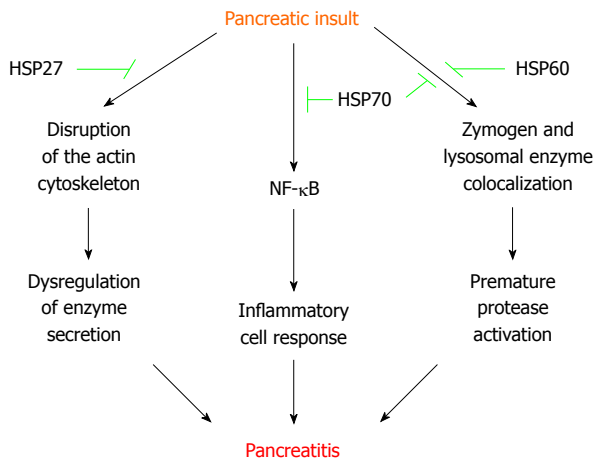 Pancreatic insult
HSP27
HSP60
HSP70
Disruption
of the actin
cytoskeleton
NF-κB
Zymogen and
lysosomal enzyme
colocalization
Dysregulation
of enzyme
secretion
Inflammatory
cell response
Premature
protease
activation
Pancreatitis